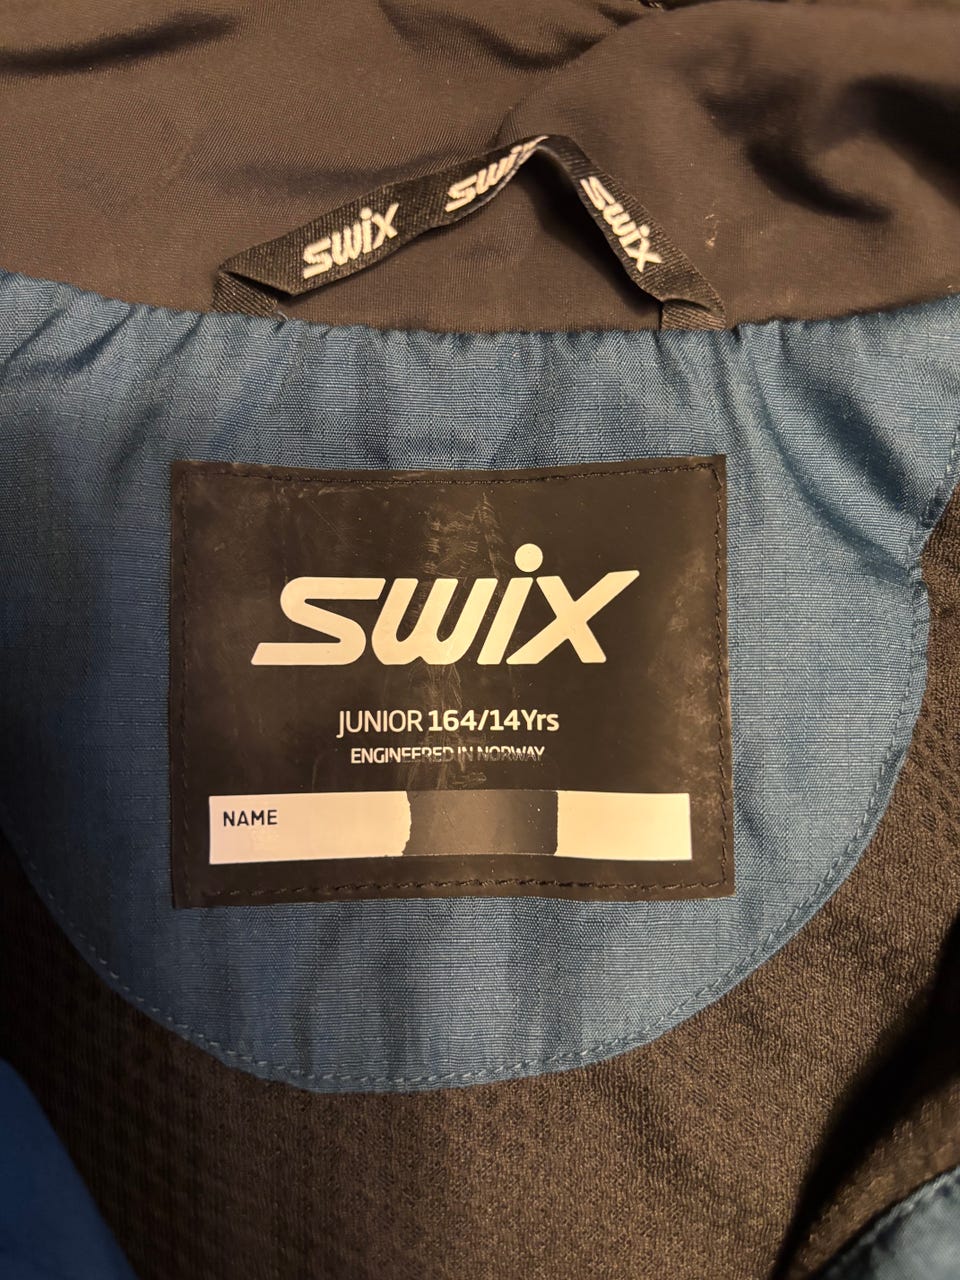 swix
swix
swix
swix
JUNIOR 164/14Yrs
ENGINEERED IN NORWAY
NAME